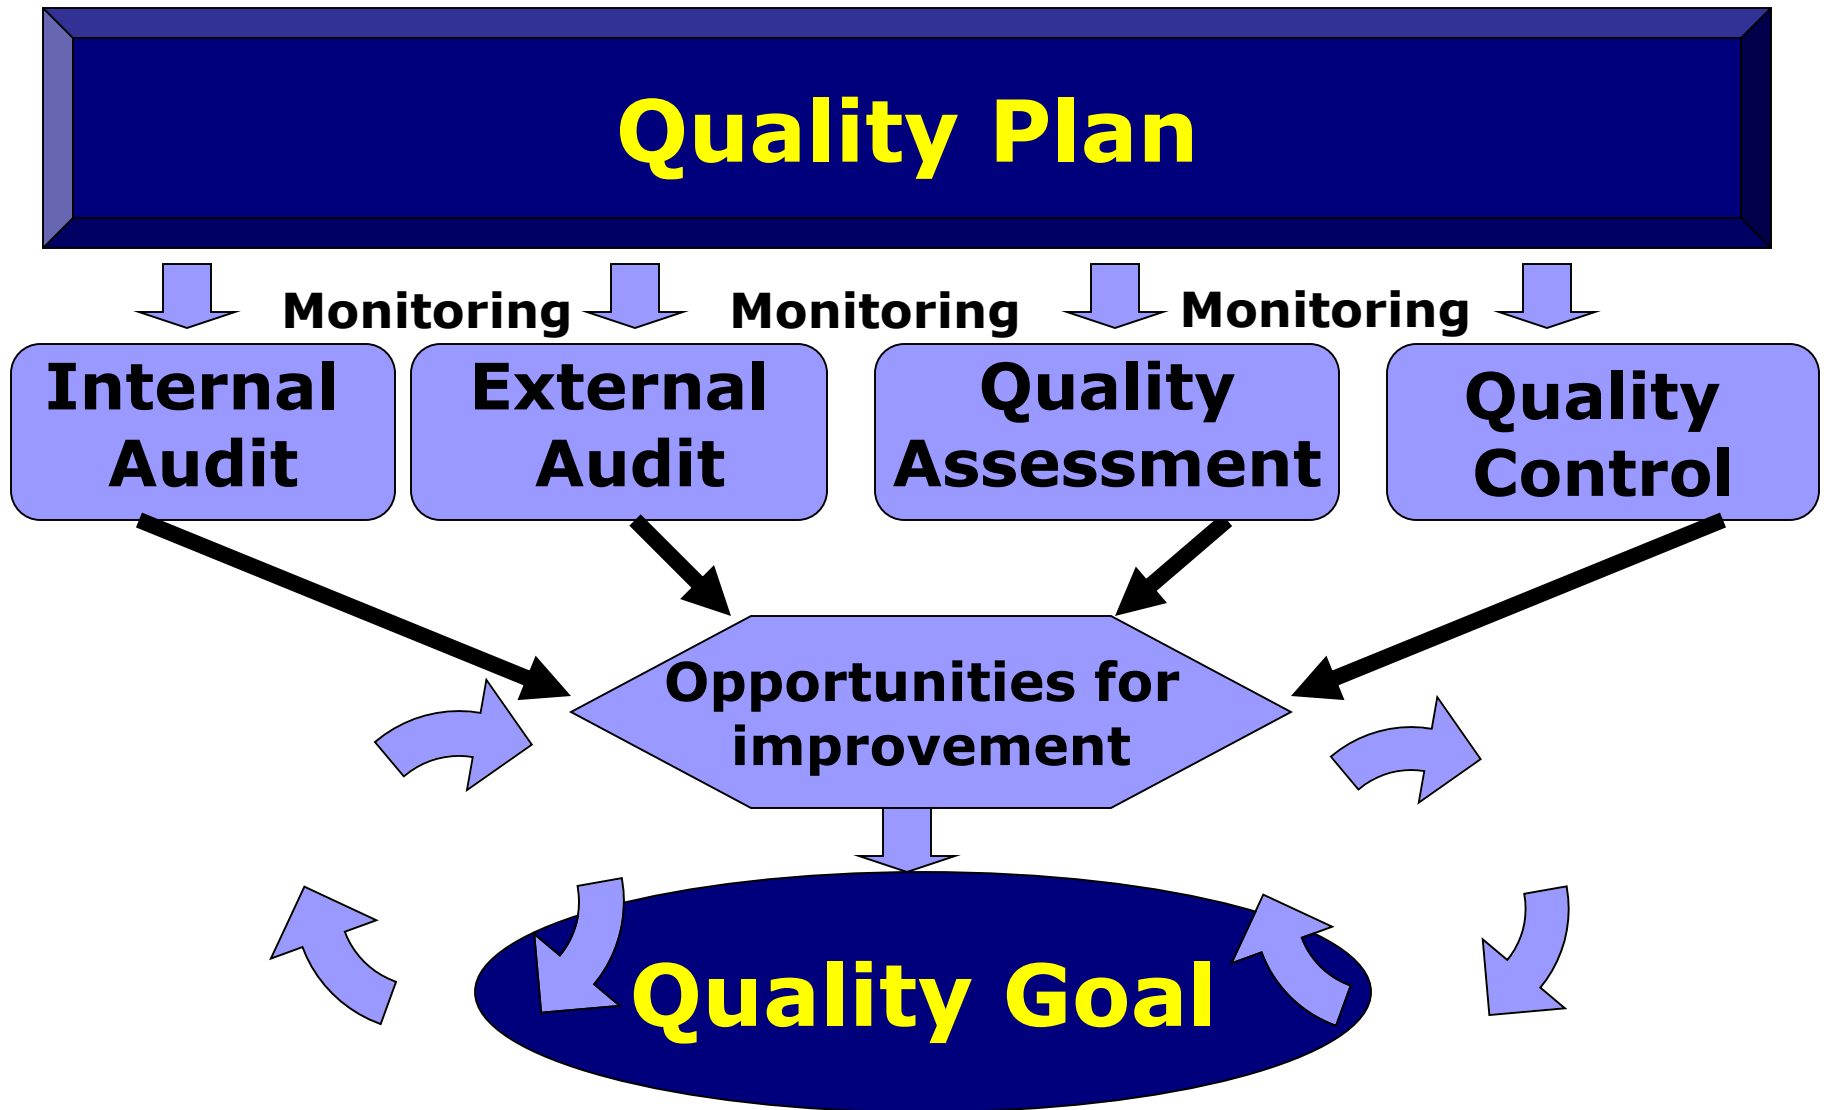 Quality Plan
Monitoring
Monitoring
Monitoring
Internal
Audit
External
Audit
Quality
Assessment
Quality
Control
Opportunities for
improvement
Quality Goal